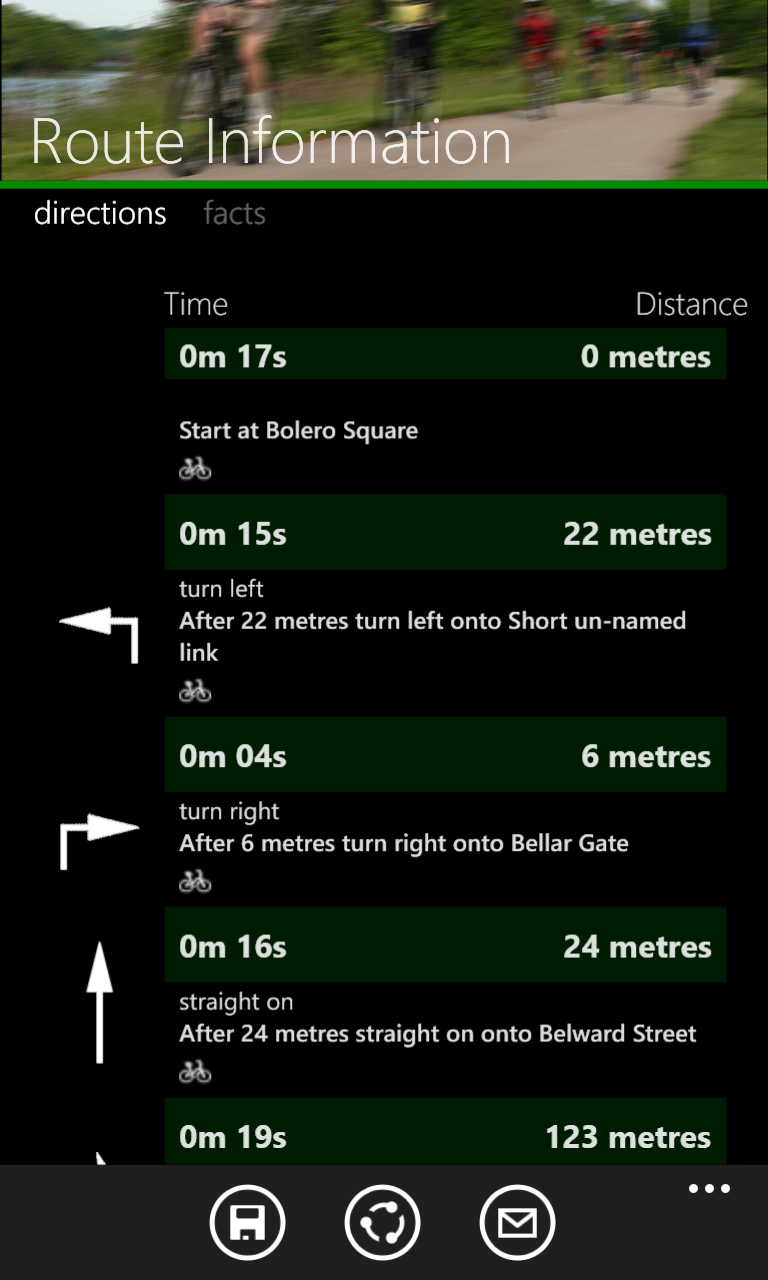 Route Information
directions facts
Time Distance
0m 17s 0 metres
Start at Bolero Square
0m 15s 22 metres
turn left
After 22 metres turn left onto Short un-named
link
0m 04s 6 metres
turn right
After 6 metres turn right onto Bellar Gate
0m 16s 24 metres
straight on
After 24 metres straight on onto Belward Street
0m 19s 123 metres